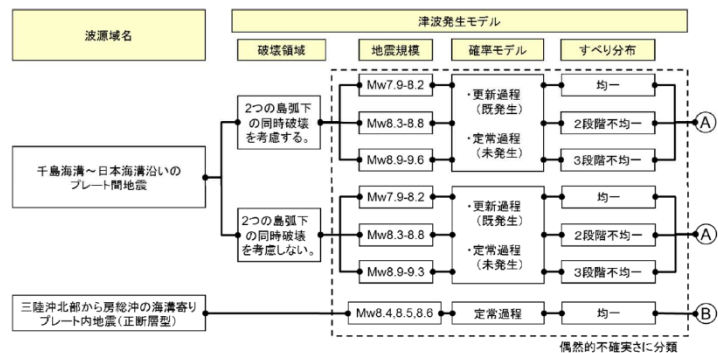 津波発生モデル
波源域名
破壊領域
地震規模
確率モデル
すべり分布
千島海溝～日本海溝沿いの
プレート間地震
2つの島弧下
の同時破壊
を考慮する。
Mw7.9-8.2
Mw8.3-8.8
Mw8.9-9.6
・更新過程
（既発生）
・定常過程
（未発生）
均一
2段階不均一
3段階不均一
A
2つの島弧下
の同時破壊
を考慮しない。
Mw7.9-8.2
Mw8.3-8.8
Mw8.9-9.3
・更新過程
（既発生）
・定常過程
（未発生）
均一
2段階不均一
3段階不均一
A
三陸沖北部から房総沖の海溝寄り
プレート内地震（正断層型）
Mw8.4,8.5,8.6
定常過程
均一
B
偶然的不確実さに分類